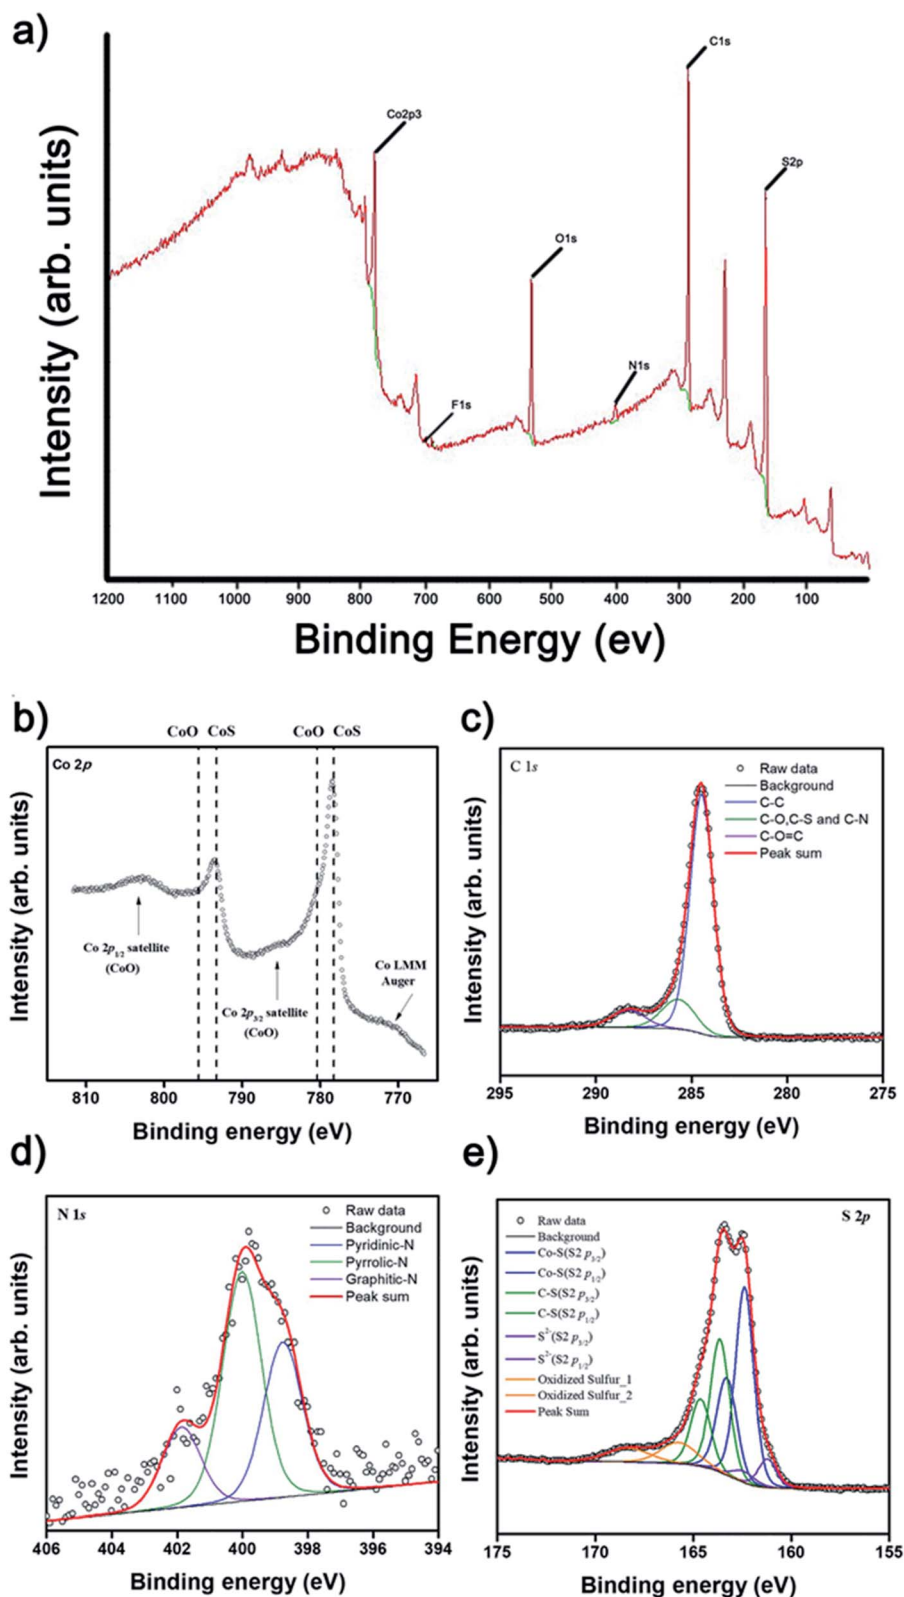 a)
C1s
Co2p3
S2p
O1s
N1s
F1s
Intensity (arb. units)
1200 1100 1000 900 800 700 600 500 400 300 200 100
Binding Energy (ev)
b)
CoO CoS CoO CoS
Co 2p
Co 2p1/2 satellite
(CoO)
Co 2p3/2 satellite
(CoO)
Co LMM
Auger
Intensity (arb. units)
810 800 790 780 770
Binding energy (eV)
c)
C 1s
Raw data
Background
C-C
C-O,C-S and C-N
C-O=C
Peak sum
Intensity (arb. units)
295 290 285 280 275
Binding energy (eV)
d)
N 1s
Raw data
Background
Pyridinic-N
Pyrrolic-N
Graphitic-N
Peak sum
Intensity (arb. units)
406 404 402 400 398 396 394
Binding energy (eV)
e)
S 2p
Raw data
Background
Co-S(S2 p3/2)
Co-S(S2 p1/2)
C-S(S2 p3/2)
C-S(S2 p1/2)
S2-(S2 p3/2)
S2-(S2 p1/2)
Oxidized Sulfur_1
Oxidized Sulfur_2
Peak Sum
Intensity (arb. units)
175 170 165 160 155
Binding energy (eV)